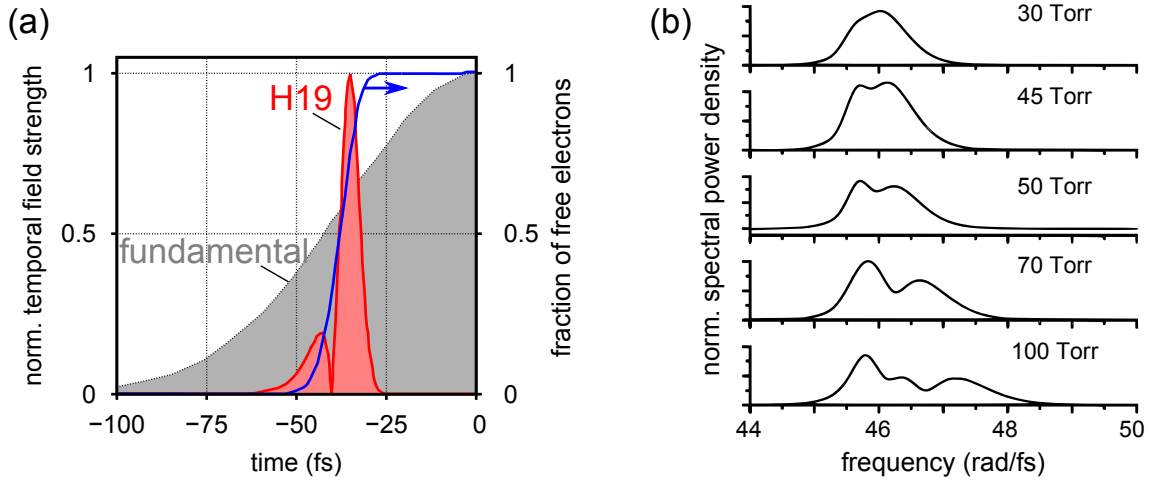 (a)
norm. temporal field strength
1
0.5
0
H19
fundamental
1
0.5
0
fraction of free electrons
−100
−75
−50
−25
0
time (fs)
(b)
norm. spectral power density
30 Torr
45 Torr
50 Torr
70 Torr
100 Torr
44
46
48
50
frequency (rad/fs)